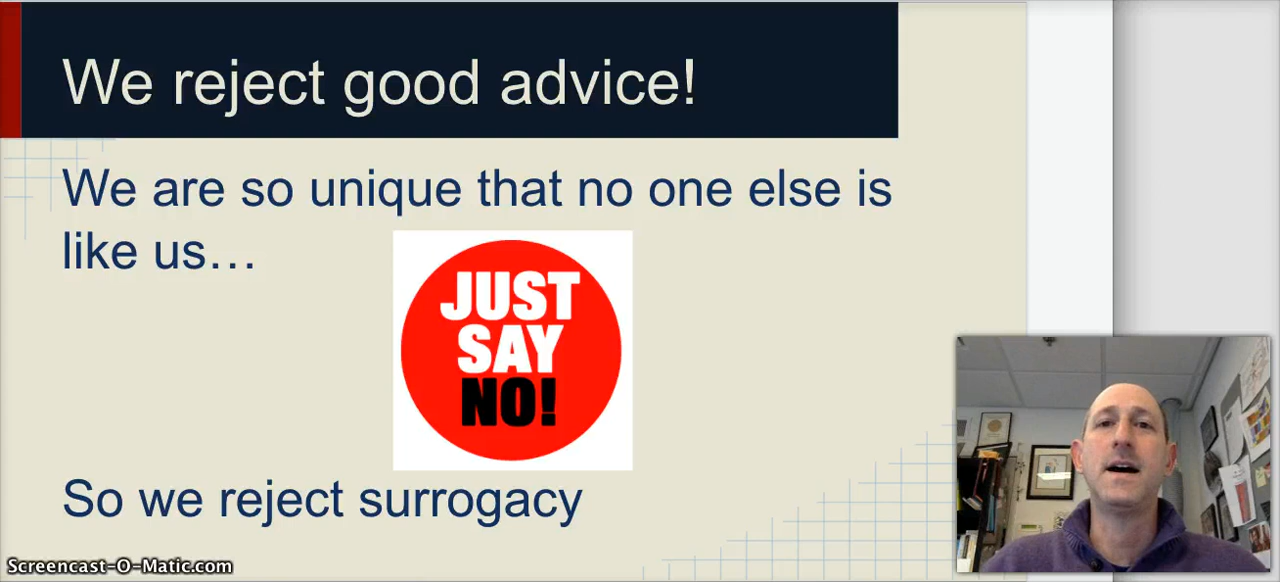 We reject good advice!
We are so unique that no one else is
like us…
JUST
SAY
NO!
So we reject surrogacy
Screencast-O-Matic.com